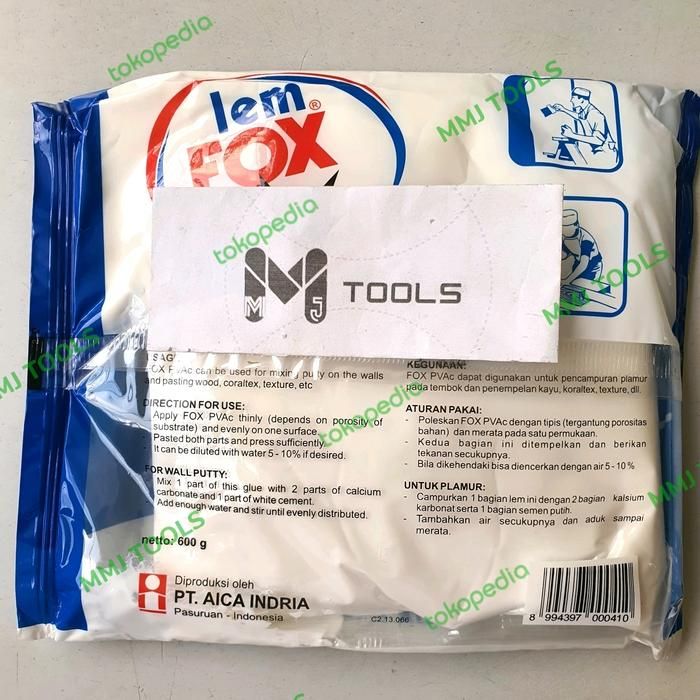 tokopedia
MMJ TOOLS
lem®
FOX
tokopedia
M J TOOLS
MMJ TOOLS
MMJ TOOLS
FOX PVAc can be used for mixing putty on the walls
and pasting wood, coraltex, texture, etc
DIRECTION FOR USE:
- Apply FOX PVAc thinly (depends on porosity of
substrate) and evenly on one surface.
- Pasted both parts and press sufficiently.
- It can be diluted with water 5 - 10% if desired.
FOR WALL PUTTY:
- Mix 1 part of this glue with 2 parts of calcium
carbonate and 1 part of white cement.
- Add enough water and stir until evenly distributed.
netto: 600 g
KEGUNAAN:
FOX PVAc dapat digunakan untuk pencampuran plamur
pada tembok dan penempelan kayu, koraltex, texture, dll.
ATURAN PAKAI:
- Poleskan FOX PVAc dengan tipis (tergantung porositas
bahan) dan merata pada satu permukaan.
- Kedua bagian ini ditempelkan dan berikan
tekanan secukupnya.
- Bila dikehendaki bisa diencerkan dengan air 5 - 10 %
UNTUK PLAMUR:
- Campurkan 1 bagian lem ini dengan 2 bagian kalsium
karbonat serta 1 bagian semen putih.
- Tambahkan air secukupnya dan aduk sampai
merata.
tokopedia
MMJ TOOLS
MMJ TOOLS
Diproduksi oleh
PT. AICA INDRIA
Pasuruan - Indonesia
C2.13.066
tokopedia
8 994397 000410